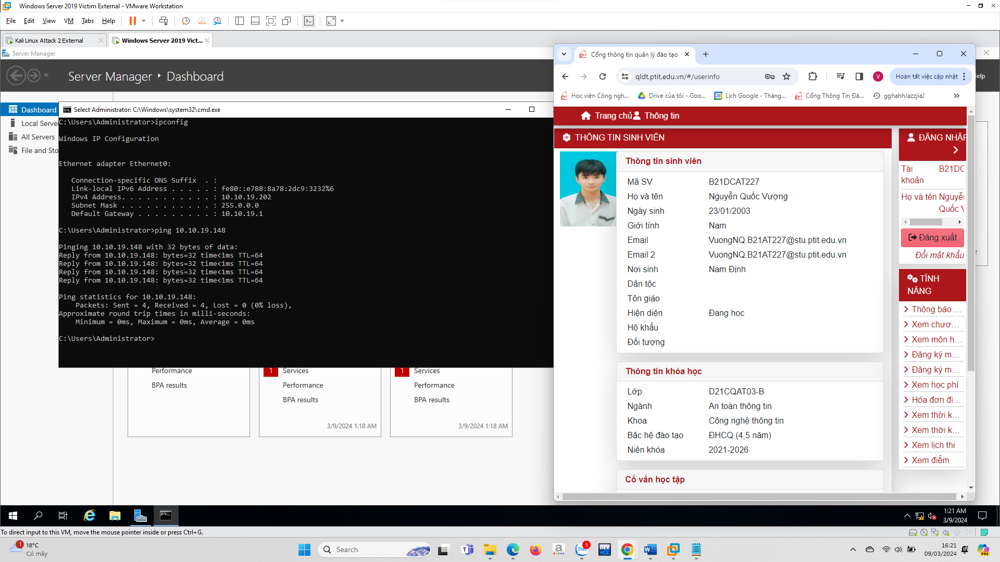 Windows Server 2019 Victim External - VMware Workstation
File Edit View VM Tabs Help
Kali Linux Attack 2 External
Windows Server 2019 Vict...
Server Manager
Server Manager ‣ Dashboard
elp
Dashboard
Local Server
All Servers
File and Sto
Select Administrator: C:\Windows\system32\cmd.exe
C:\Users\Administrator>ipconfig
Windows IP Configuration
Ethernet adapter Ethernet0:
Connection-specific DNS Suffix . :
Link-local IPv6 Address . . . . . : fe80::e788:8a78:2dc9:3232%6
IPv4 Address. . . . . . . . . . . : 10.10.19.202
Subnet Mask . . . . . . . . . . . : 255.0.0.0
Default Gateway . . . . . . . . . : 10.10.19.1
C:\Users\Administrator>ping 10.10.19.148
Pinging 10.10.19.148 with 32 bytes of data:
Reply from 10.10.19.148: bytes=32 time<1ms TTL=64
Reply from 10.10.19.148: bytes=32 time<1ms TTL=64
Reply from 10.10.19.148: bytes=32 time<1ms TTL=64
Reply from 10.10.19.148: bytes=32 time<1ms TTL=64
Ping statistics for 10.10.19.148:
Packets: Sent = 4, Received = 4, Lost = 0 (0% loss),
Approximate round trip times in milli-seconds:
Minimum = 0ms, Maximum = 0ms, Average = 0ms
C:\Users\Administrator>
Performance
BPA results
1 Services
Performance
BPA results
3/9/2024 1:18 AM
1 Services
Performance
BPA results
3/9/2024 1:18 AM
Cổng thông tin quản lý đào tạo
qldt.ptit.edu.vn/#/userinfo
V
Hoàn tất việc cập nhật
Học viện Công ngh...
Drive của tôi - Goo...
28 Lịch Google - Tháng...
Cổng Thông Tin Đà...
gghahhJazzjiaJ
Trang chủ Thông tin
THÔNG TIN SINH VIÊN
Thông tin sinh viên
Mã SV B21DCAT227
Họ và tên Nguyễn Quốc Vượng
Ngày sinh 23/01/2003
Giới tính Nam
Email VuongNQ.B21AT227@stu.ptit.edu.vn
Email 2 VuongNQ.B21AT227@stu.ptit.edu.vn
Nơi sinh Nam Định
Dân tộc
Tôn giáo
Hiện diện Đang học
Hộ khẩu
Đối tượng
Thông tin khóa học
Lớp D21CQAT03-B
Ngành An toàn thông tin
Khoa Công nghệ thông tin
Bậc hệ đào tạo ĐHCQ (4,5 năm)
Niên khóa 2021-2026
Cố vấn học tập
ĐĂNG NHẬP
Tài khoản B21DC
Họ và tên Nguyễn
Quốc V
Đăng xuất
Đổi mật khẩu
TÍNH
NĂNG
Thông báo ...
Xem chươ...
Xem môn h...
Đăng ký m...
Đăng ký m...
Xem học phí
Hóa đơn đi...
Xem thời k...
Xem thời k...
Xem lịch thi
Xem điểm
1:21 AM
3/9/2024
To direct input to this VM, move the mouse pointer inside or press Ctrl+G.
1
18°C
Có mây
Search
Zalo 5
DEV
16:21
09/03/2024
PRE